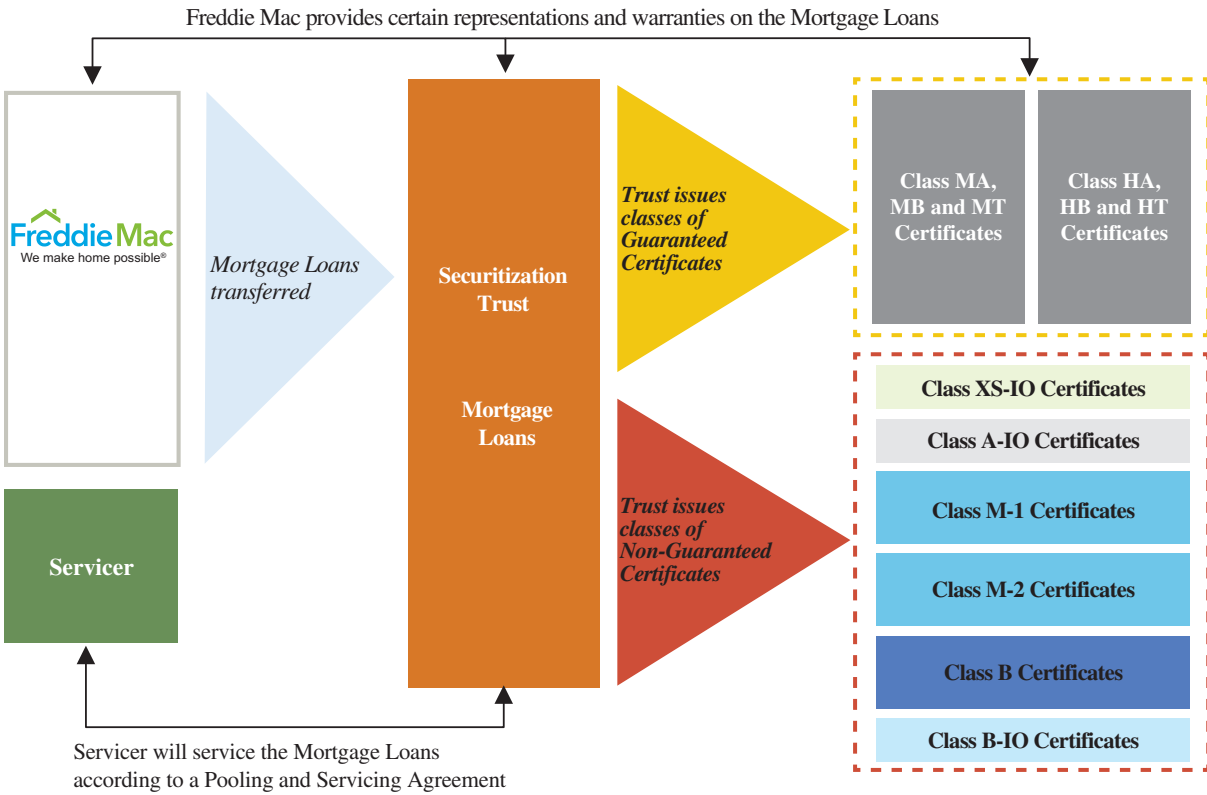 Freddie Mac provides certain representations and warranties on the Mortgage Loans
Freddie Mac
We make home possible®
Mortgage Loans
transferred
Servicer
Securitization
Trust
Mortgage
Loans
Trust issues
classes of
Guaranteed
Certificates
Trust issues
classes of
Non-Guaranteed
Certificates
Class MA,
MB and MT
Certificates
Class HA,
HB and HT
Certificates
Class XS-IO Certificates
Class A-IO Certificates
Class M-1 Certificates
Class M-2 Certificates
Class B Certificates
Class B-IO Certificates
Servicer will service the Mortgage Loans
according to a Pooling and Servicing Agreement